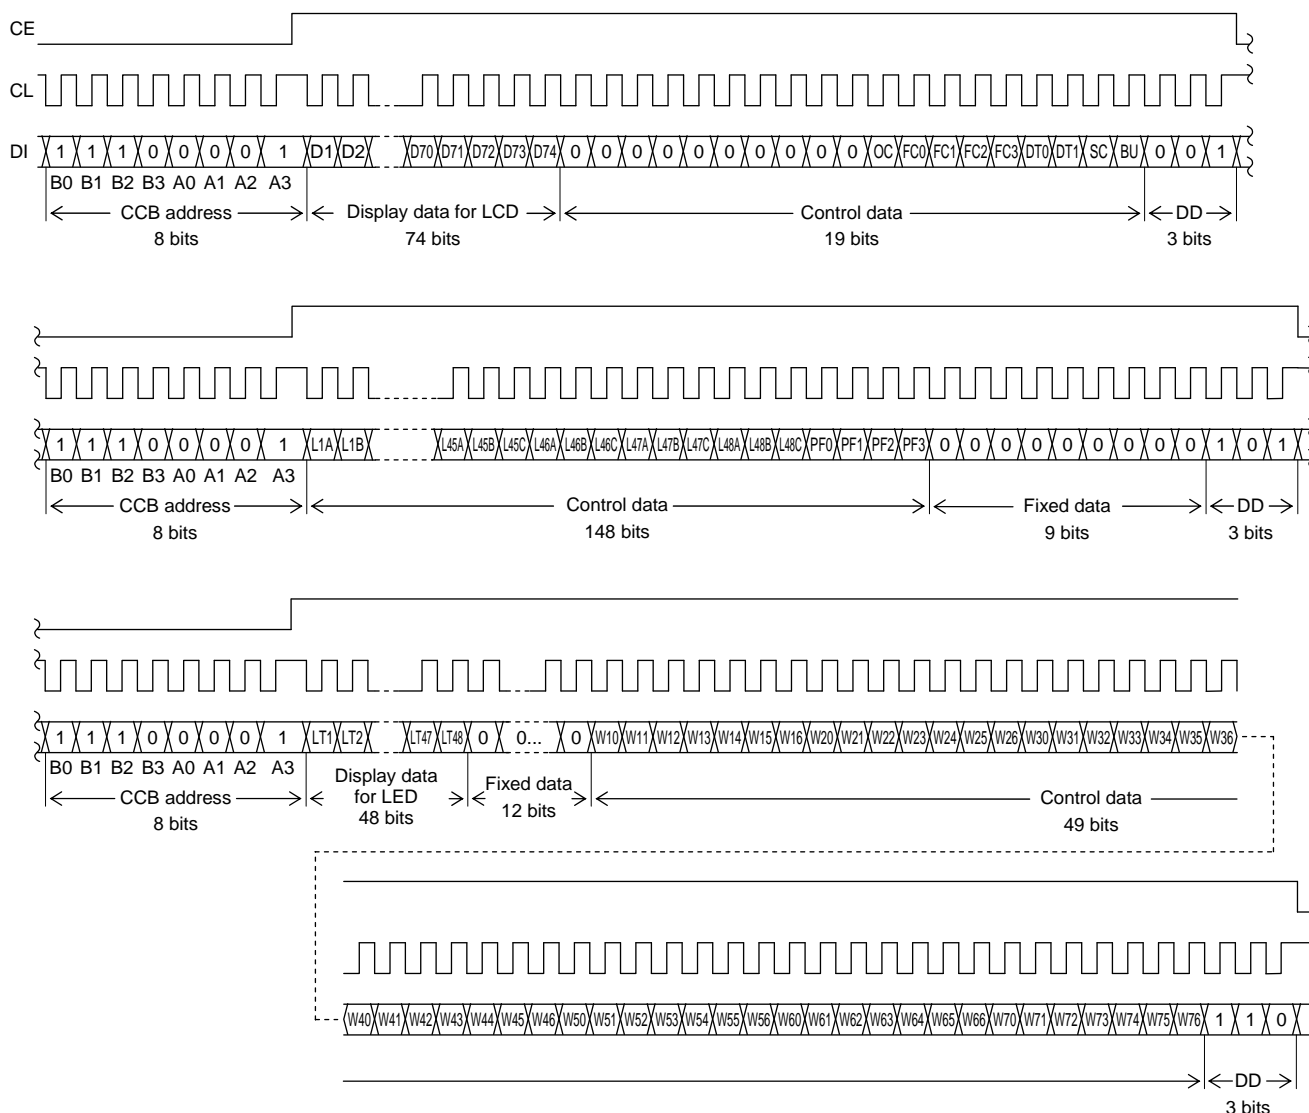 CE
CL
DI 1 1 1 0 0 0 0 1 D1 D2 D70 D71 D72 D73 D74 0 0 0 0 0 0 0 0 0 0 OC FC0 FC1 FC2 FC3 DT0 DT1 SC BU 0 0 1
B0 B1 B2 B3 A0 A1 A2 A3
CCB address Display data for LCD Control data DD
8 bits 74 bits 19 bits 3 bits
1 1 1 0 0 0 0 1 L1A L1B L45A L45B L45C L46A L46B L46C L47A L47B L47C L48A L48B L48C PF0 PF1 PF2 PF3 0 0 0 0 0 0 0 0 0 1 0 1
B0 B1 B2 B3 A0 A1 A2 A3
CCB address Control data Fixed data DD
8 bits 148 bits 9 bits 3 bits
1 1 1 0 0 0 0 1 LT1 LT2 LT47 LT48 0 0... 0 W10 W11 W12 W13 W14 W15 W16 W20 W21 W22 W23 W24 W25 W26 W30 W31 W32 W33 W34 W35 W36
B0 B1 B2 B3 A0 A1 A2 A3
CCB address Display data for LED Fixed data Control data
8 bits 48 bits 12 bits 49 bits
W40 W41 W42 W43 W44 W45 W46 W50 W51 W52 W53 W54 W55 W56 W60 W61 W62 W63 W64 W65 W66 W70 W71 W72 W73 W74 W75 W76 1 1 0
DD
3 bits